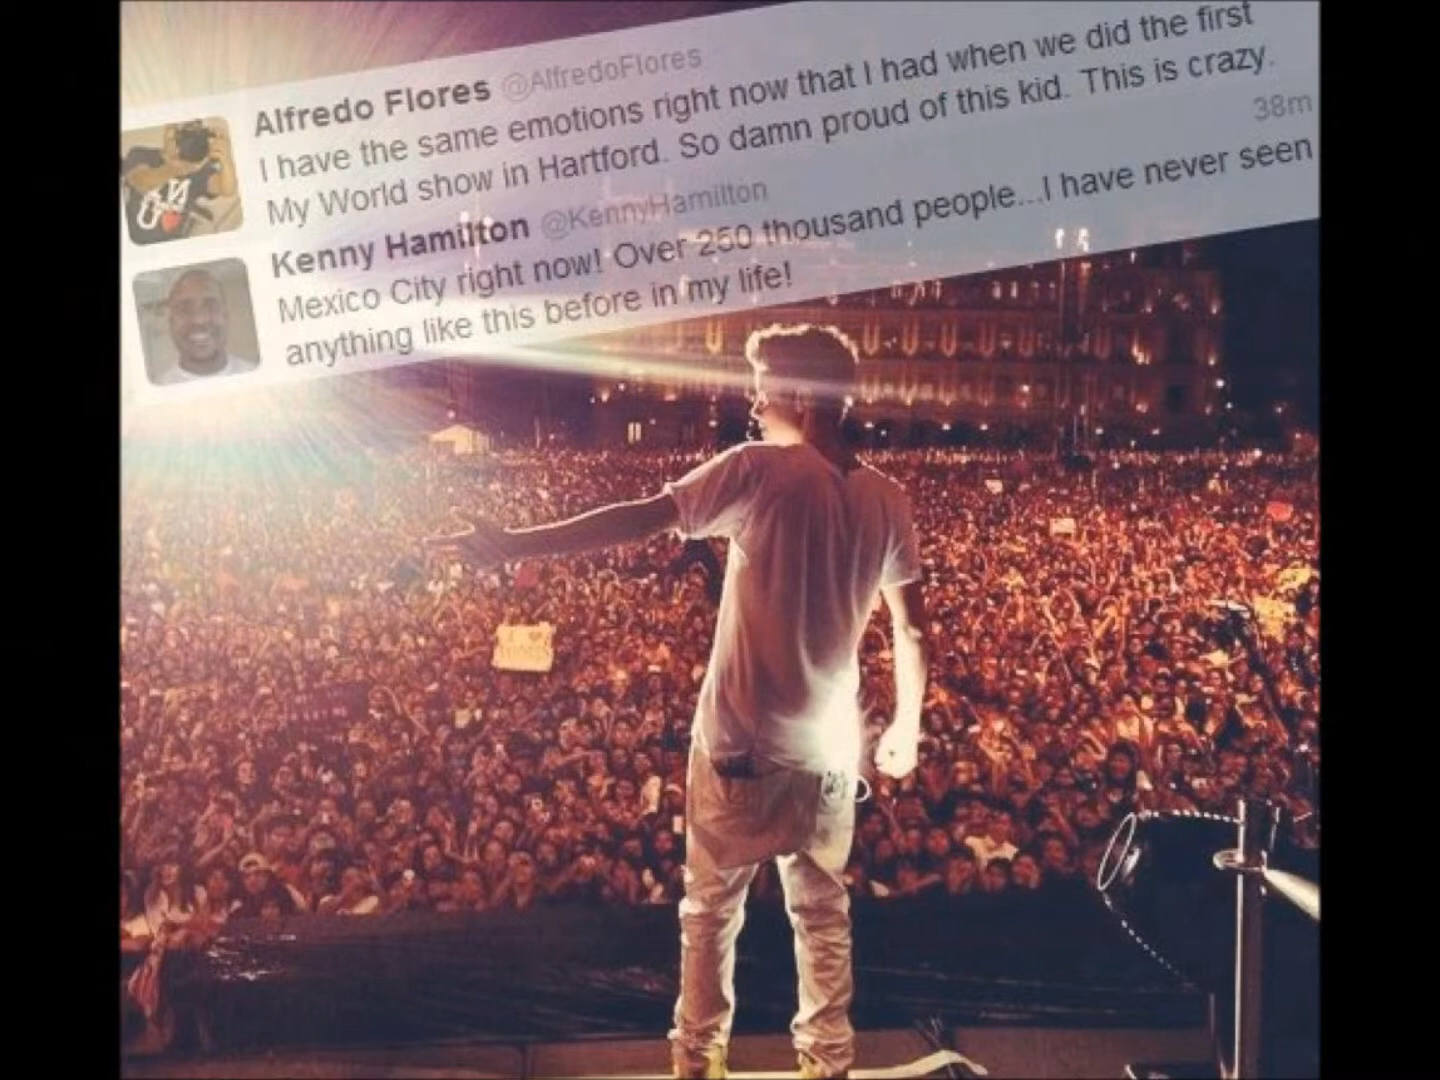 Alfredo Flores @AlfredoFlores
I have the same emotions right now that I had when we did the first
My World show in Hartford. So damn proud of this kid. This is crazy.
38m
Kenny Hamilton @KennyHamilton
Mexico City right now! Over 250 thousand people...I have never seen
anything like this before in my life!